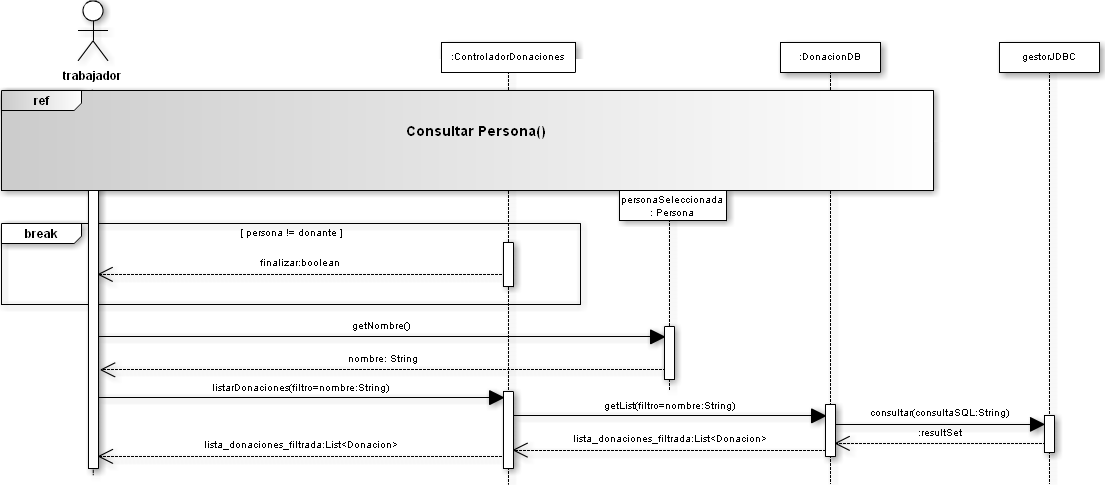 trabajador
:ControladorDonaciones
:DonacionDB
gestorJDBC
ref
Consultar Persona()
personaSeleccionada
: Persona
break
[ persona != donante ]
finalizar:boolean
getNombre()
nombre: String
listarDonaciones(filtro=nombre:String)
getList(filtro=nombre:String)
consultar(consultaSQL:String)
:resultSet
lista_donaciones_filtrada:List<Donacion>
lista_donaciones_filtrada:List<Donacion>